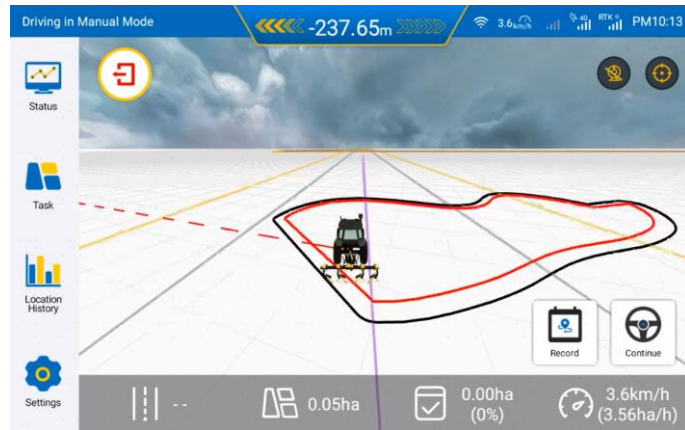 Driving in Manual Mode
-237.65m
3.6km/h
40
RTK
PM10:13
Status
Task
Location
History
Settings
Record
Continue
--
0.05ha
0.00ha
(0%)
3.6km/h
(3.56ha/h)